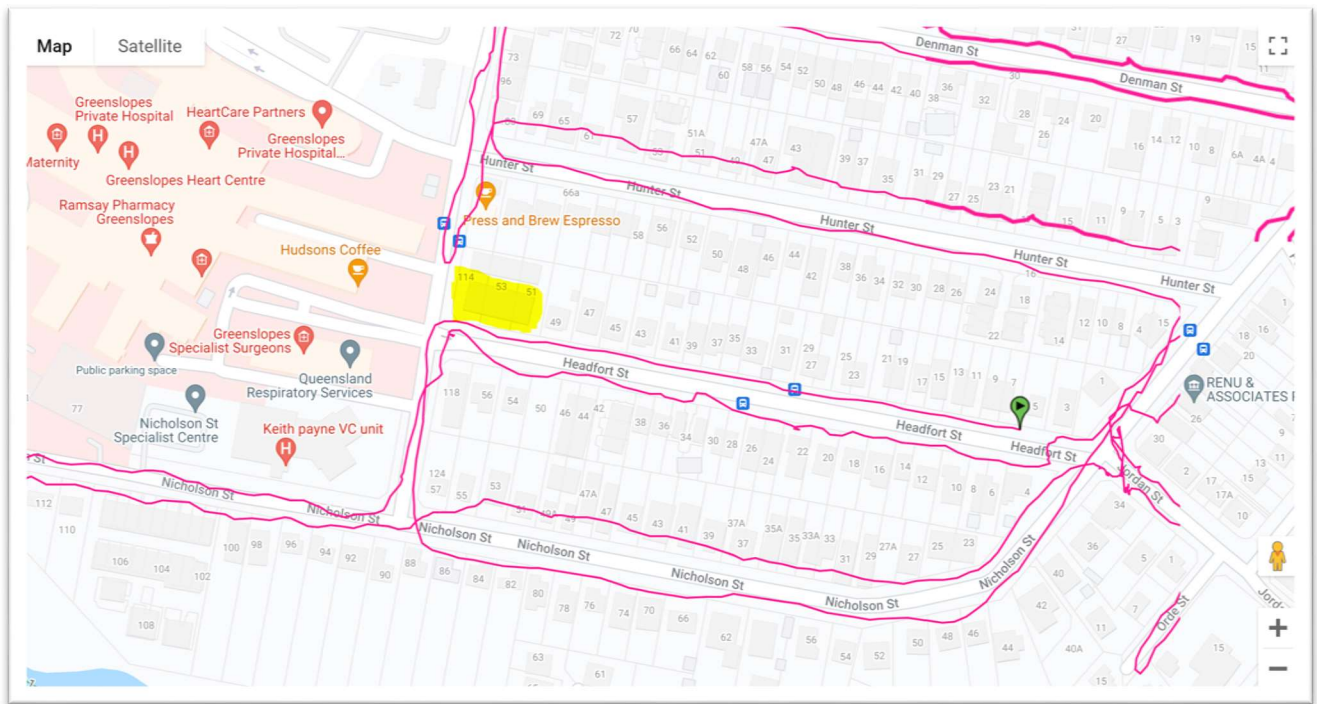 Map
Satellite
Greenslopes
Private Hospital
HeartCare Partners
Greenslopes
Private Hospital...
Maternity
Greenslopes Heart Centre
Ramsay Pharmacy
Greenslopes
Hudsons Coffee
Press and Brew Espresso
Greenslopes
Specialist Surgeons
Queensland
Respiratory Services
Public parking space
Nicholson St
Specialist Centre
Keith payne VC unit
RENU &
ASSOCIATES
Denman St
Denman St
Hunter St
Hunter St
Hunter St
Hunter St
Hunter St
Headfort St
Headfort St
Headfort St
Jordan St
Nicholson St
Nicholson St
Nicholson St
Nicholson St
Nicholson St
Nicholson St
Nicholson St
Orde St
73
96
72
70
66 64
62
60
58 56 54 52
50 48 46 44 42 40 38
36
32
30
28
26
24
20
14 12 10 8 6A 4A 4
69
65
57
51A
47A
43
39 37
35 31 29
27 25 23 21
15 11 9 7 5 3
66a
58 56
52
50
48
46 44
42
38 36 34 32 30 28 26 24
22
18
16
14
12 10 8 4 15
114
53
51
49
47
45
43
41
39 37 35
33
31
29
27
25
23
21 19
17 15 13 11 9 7
5 3
1
118
56
54
50
46 44
42
38 36
34
30 28
26
24
22 20
18 16 14
12
10 8 6
4
124
57
55
53
47A
45 43 41
37A
37
35A
35
33A 33
31
29
27A
27
25
23
77
112
110
106
104
102
108
100 98
96
94
92
90
88
86
84
82
80
78 76
74 70
66
62
63
61
56
54
52
50
48 46
44
42
40
40A
36
34
30
26
20
18 16
1
2
17
17A
10
13
11
9
5
1
7
11
15
15